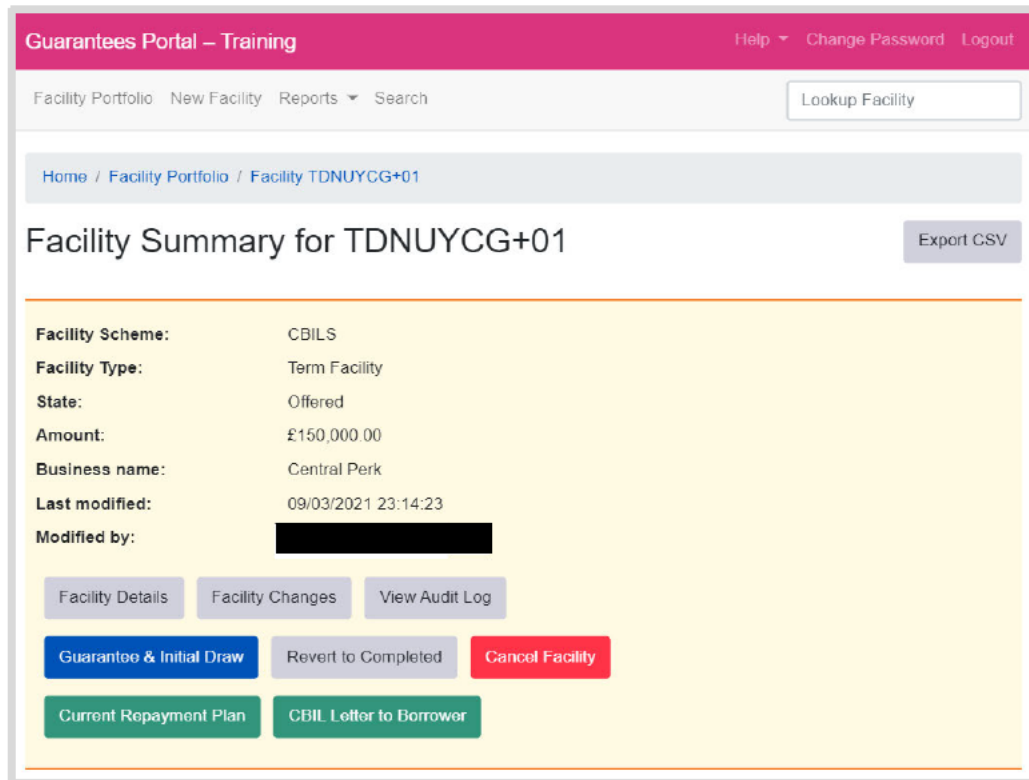 Guarantees Portal – Training Help Change Password Logout
Facility Portfolio New Facility Reports Search Lookup Facility
Home / Facility Portfolio / Facility TDNUYCG+01
Facility Summary for TDNUYCG+01 Export CSV
Facility Scheme: CBILS
Facility Type: Term Facility
State: Offered
Amount: £150,000.00
Business name: Central Perk
Last modified: 09/03/2021 23:14:23
Modified by:
Facility Details Facility Changes View Audit Log
Guarantee & Initial Draw Revert to Completed Cancel Facility
Current Repayment Plan CBIL Letter to Borrower